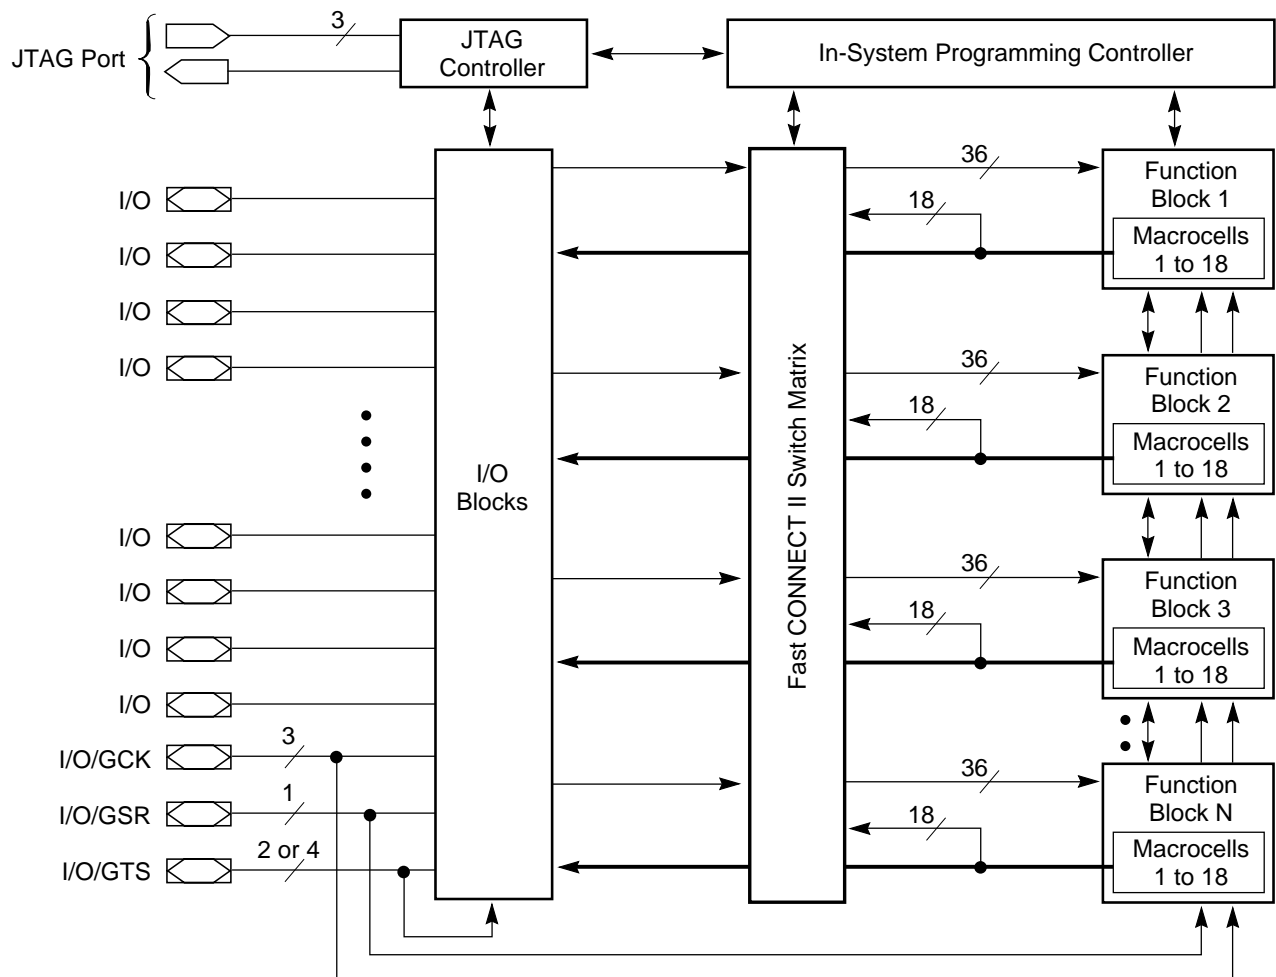 3
JTAG Port
JTAG
Controller
In-System Programming Controller
36
Function
Block 1
18
Macrocells
1 to 18
I/O
I/O
I/O
I/O
36
Function
Block 2
18
Macrocells
1 to 18
I/O
Blocks
Fast CONNECT II Switch Matrix
I/O
I/O
I/O
I/O
36
Function
Block 3
18
Macrocells
1 to 18
I/O/GCK
3
I/O/GSR
1
I/O/GTS
2 or 4
36
Function
Block N
18
Macrocells
1 to 18